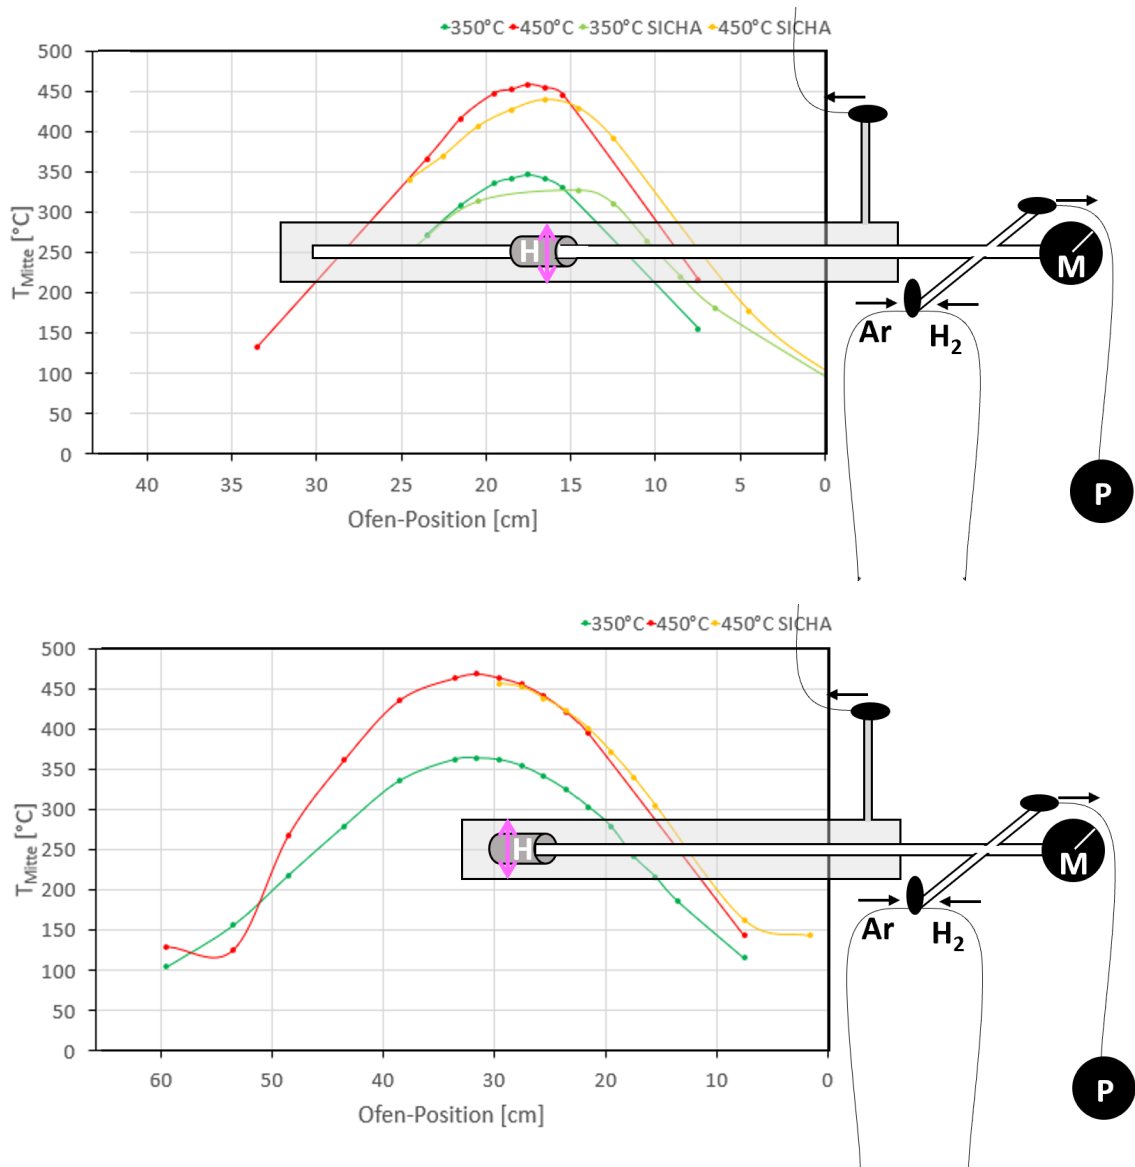 350°C 450°C 350°C SICHA 450°C SICHA
500
450
400
350
300
250
200
150
100
50
0
T_Mitte [°C]
40 35 30 25 20 15 10 5 0
Ofen-Position [cm]
H
M
Ar H₂
P
350°C 450°C 450°C SICHA
500
450
400
350
300
250
200
150
100
50
0
T_Mitte [°C]
60 50 40 30 20 10 0
Ofen-Position [cm]
H
M
Ar H₂
P